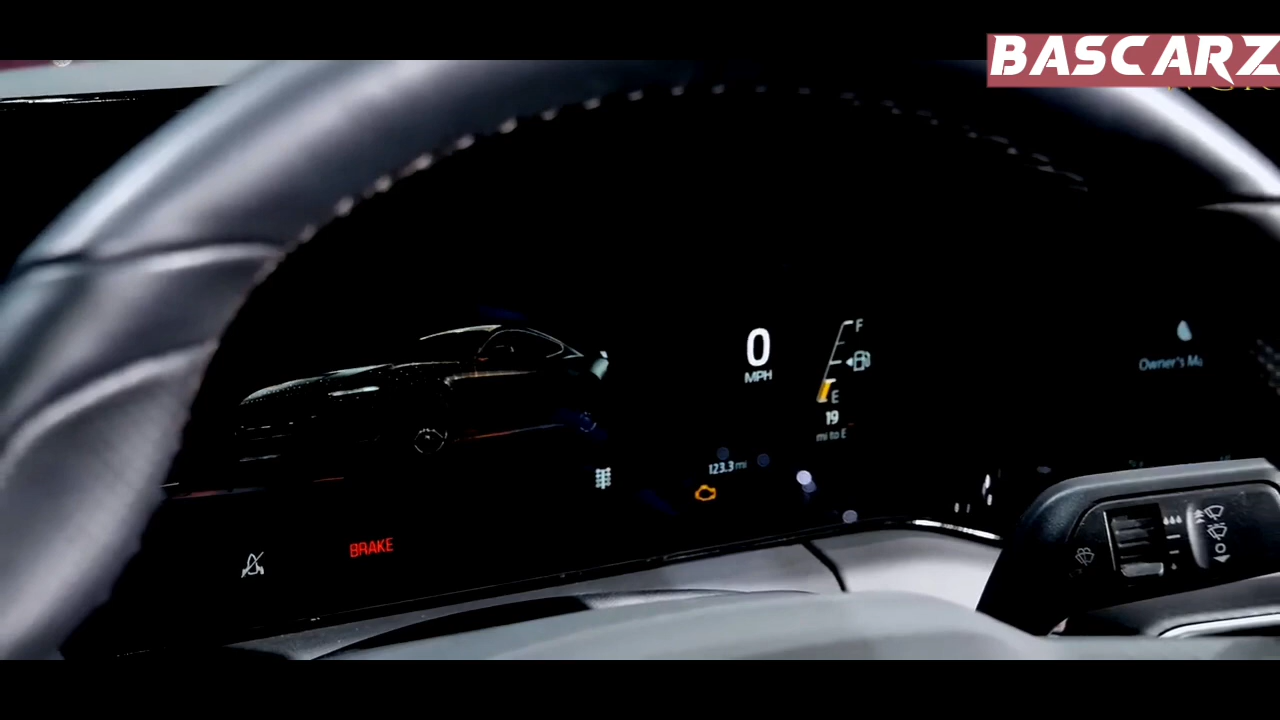 BASCARZ
0
MPH
F
E
19
mi to E
123.3 mi
Owner's Ma
BRAKE